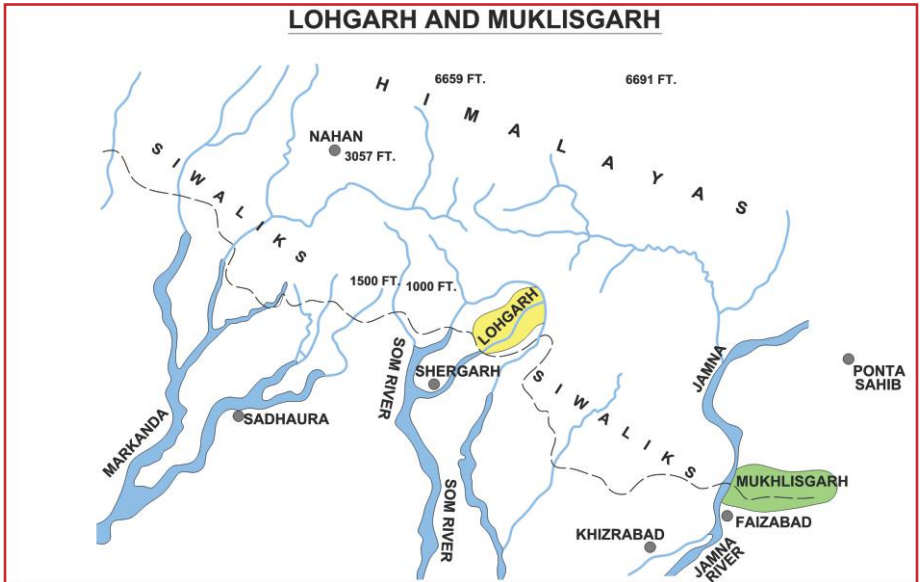 LOHGARH AND MUKLISGARH
6659 FT.
6691 FT.
HIMALAYAS
NAHAN
3057 FT.
SIWALIKS
1500 FT.
1000 FT.
LOHGARH
SHERGARH
SOM RIVER
SADHAURA
MARKANDA
SOM RIVER
SIWALIKS
JAMNA
PONTA
SAHIB
MUKHLISGARH
FAIZABAD
KHIZRABAD
JAMNA
RIVER